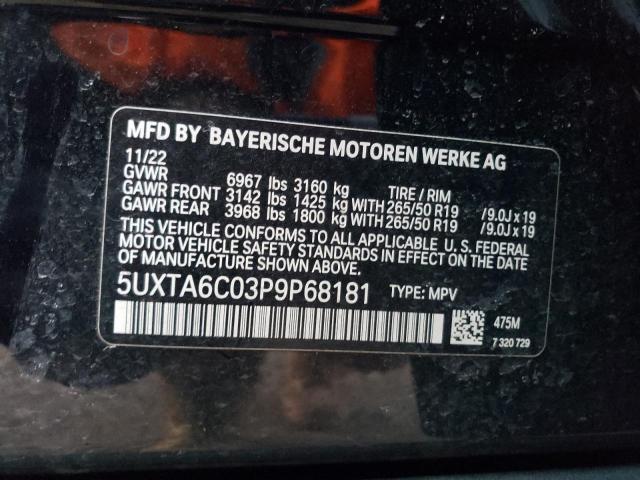 MFD BY BAYERISCHE MOTOREN WERKE AG
11/22
GVWR 6967 lbs 3160 kg TIRE / RIM
GAWR FRONT 3142 lbs 1425 kg WITH 265/50 R19 /9.0J x 19
GAWR REAR 3968 lbs 1800 kg WITH 265/50 R19 /9.0J x 19
THIS VEHICLE CONFORMS TO ALL APPLICABLE U. S. FEDERAL
MOTOR VEHICLE SAFETY STANDARDS IN EFFECT ON THE DATE
OF MANUFACTURE SHOWN ABOVE.
5UXTA6C03P9P68181 TYPE: MPV
475M
7 320 729